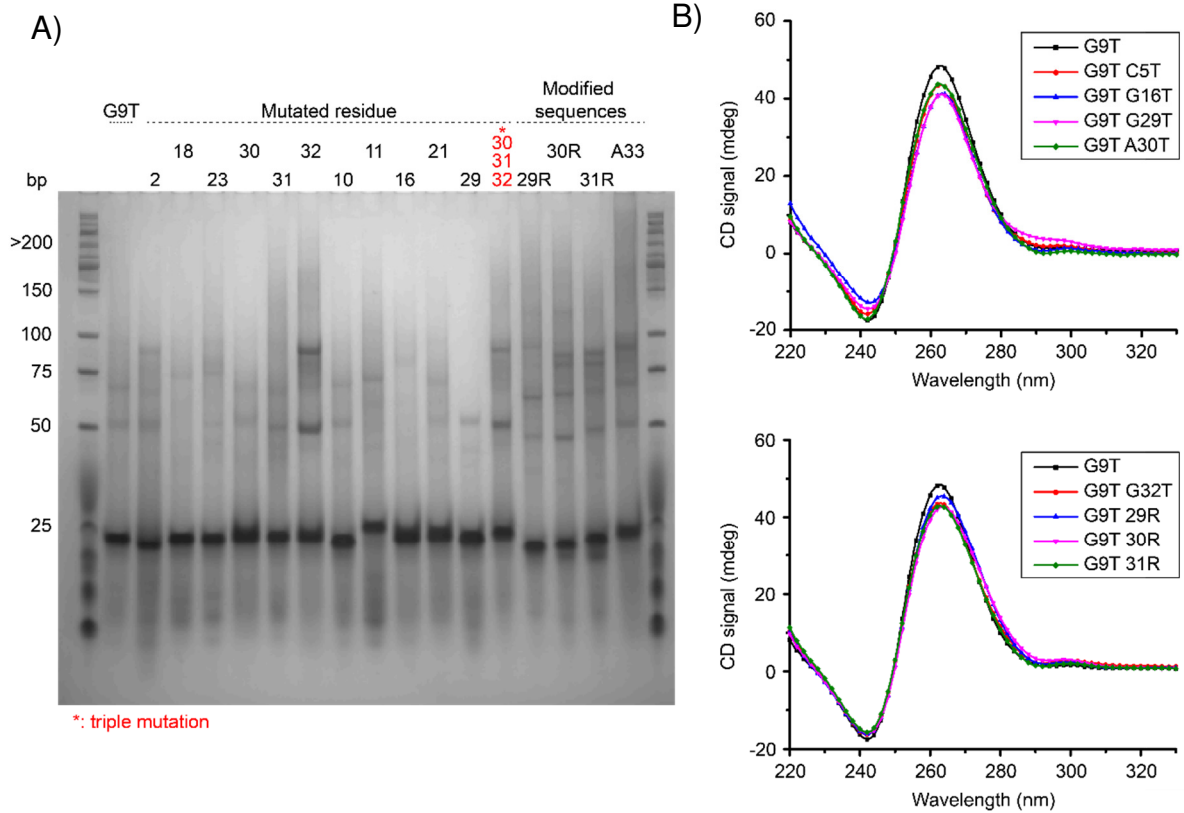 A)
G9T
Mutated residue
Modified
sequences
*
18 30 32 11 21 30 30R A33
31
bp 2 23 31 10 16 29 32 29R 31R
>200
150
100
75
50
25
*: triple mutation
B)
60
40
20
0
-20
CD signal (mdeg)
G9T
G9T C5T
G9T G16T
G9T G29T
G9T A30T
220 240 260 280 300 320
Wavelength (nm)
60
40
20
0
-20
CD signal (mdeg)
G9T
G9T G32T
G9T 29R
G9T 30R
G9T 31R
220 240 260 280 300 320
Wavelength (nm)